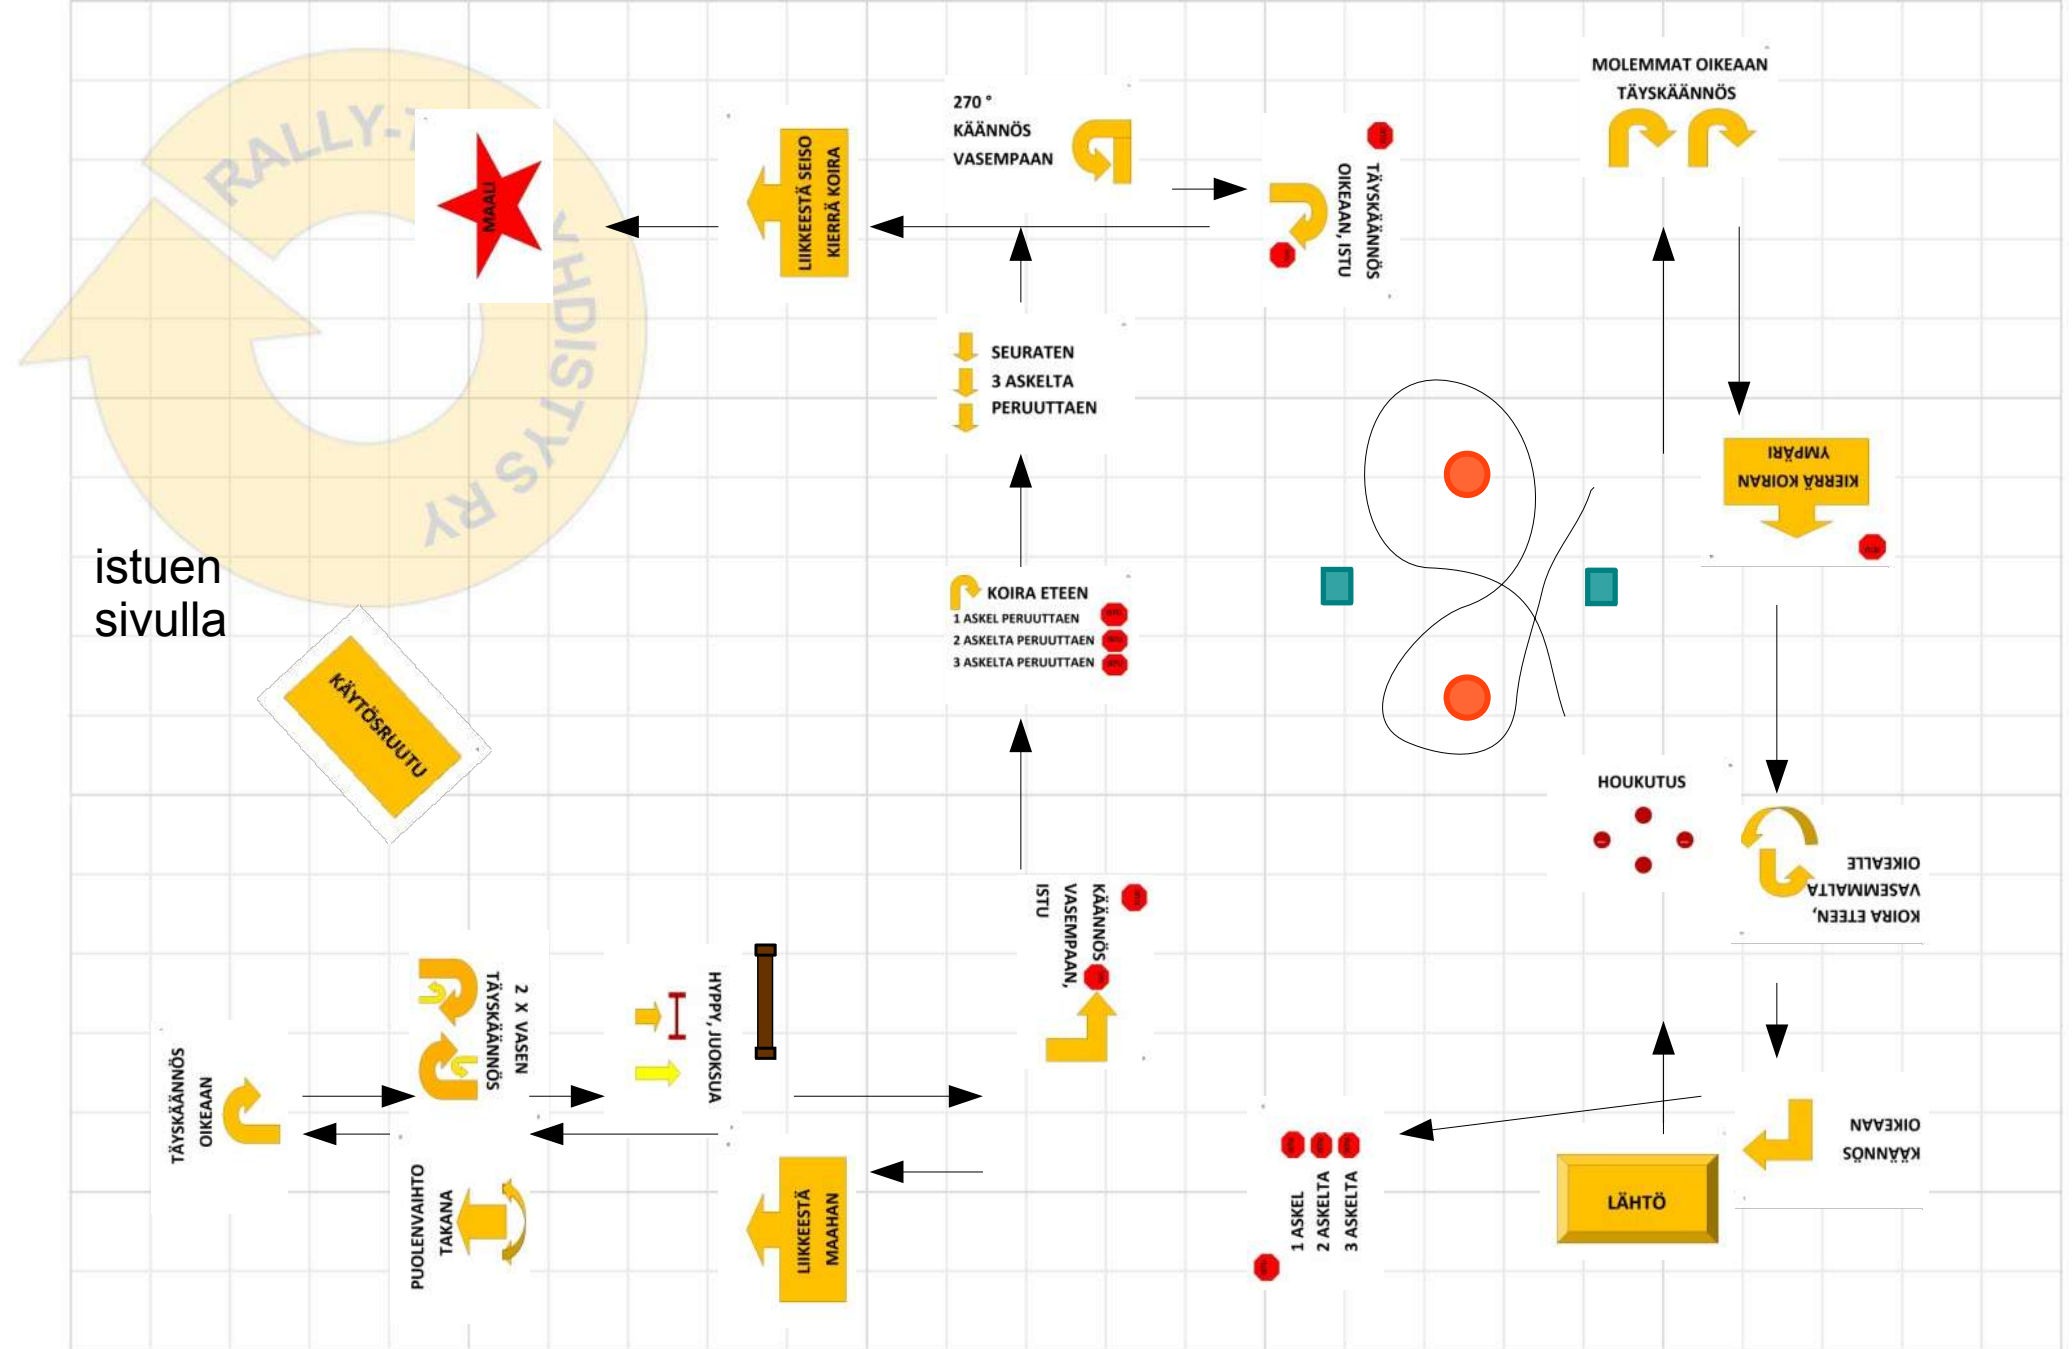 RALLY-T
YHDISTYS RY
MAALI
LIIKKEESTÄ SEISO
KIERRÄ KOIRA
270 °
KÄÄNNÖS
VASEMPAAN
TÄYSKÄÄNNÖS
OIKEAAN, ISTU
MOLEMMAT OIKEAAN
TÄYSKÄÄNNÖS
SEURATEN
3 ASKELTA
PERUUTTAEN
KIERRÄ KOIRAN
YMPÄRI
istuen
sivulla
KÄYTÖSRUUTU
KOIRA ETEEN
1 ASKEL PERUUTTAEN
2 ASKELTA PERUUTTAEN
3 ASKELTA PERUUTTAEN
HOUKUTUS
KOIRA ETEEN,
VASEMMALTA
OIKEALLE
KÄÄNNÖS
VASEMPAAN,
ISTU
2 X VASEN
TÄYSKÄÄNNÖS
HYPPY, JUOKSUA
TÄYSKÄÄNNÖS
OIKEAAN
PUOLENVAIHTO
TAKANA
LIIKKEESTÄ
MAAHAN
1 ASKEL
2 ASKELTA
3 ASKELTA
LÄHTÖ
KÄÄNNÖS
OIKEAAN